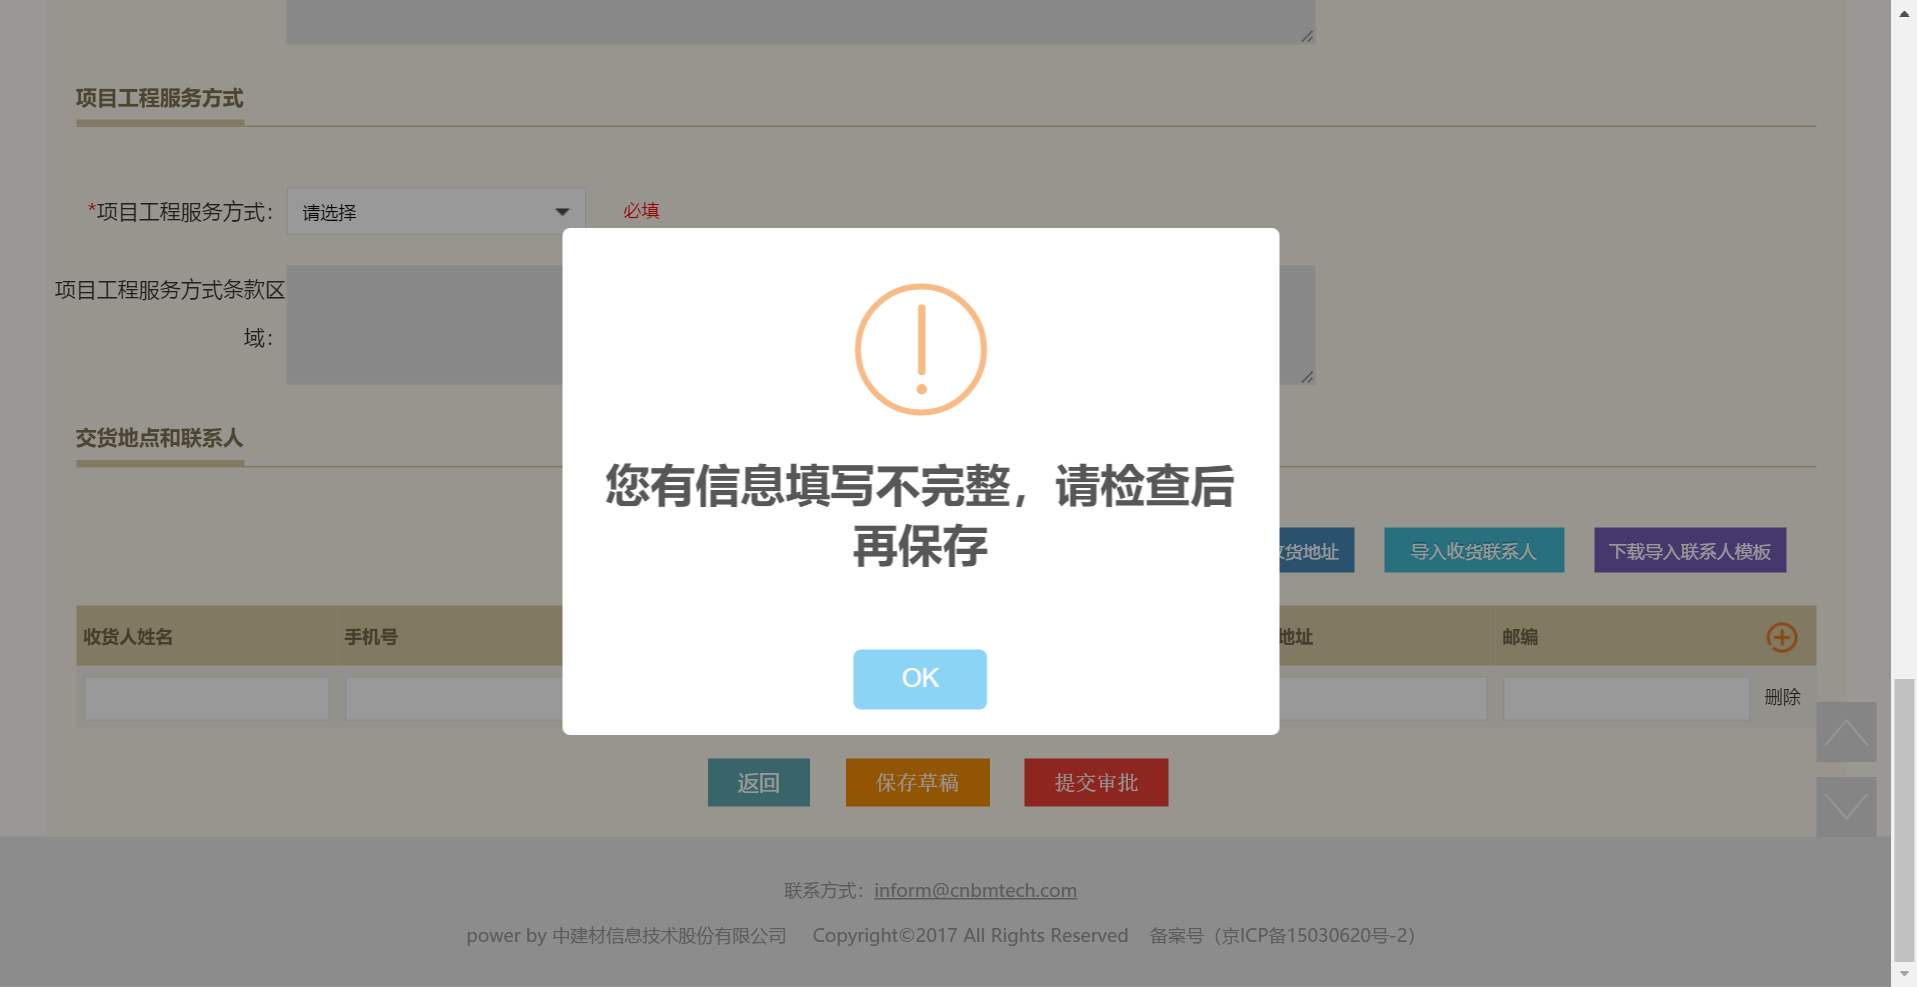 项目工程服务方式
*项目工程服务方式：
请选择
必填
项目工程服务方式条款区
域：
交货地点和联系人
您有信息填写不完整，请检查后
再保存
OK
货地址
导入收货联系人
下载导入联系人模板
收货人姓名
手机号
地址
邮编
删除
返回
保存草稿
提交审批
联系方式：inform@cnbmtech.com
power by 中建材信息技术股份有限公司 Copyright©2017 All Rights Reserved 备案号（京ICP备15030620号-2）